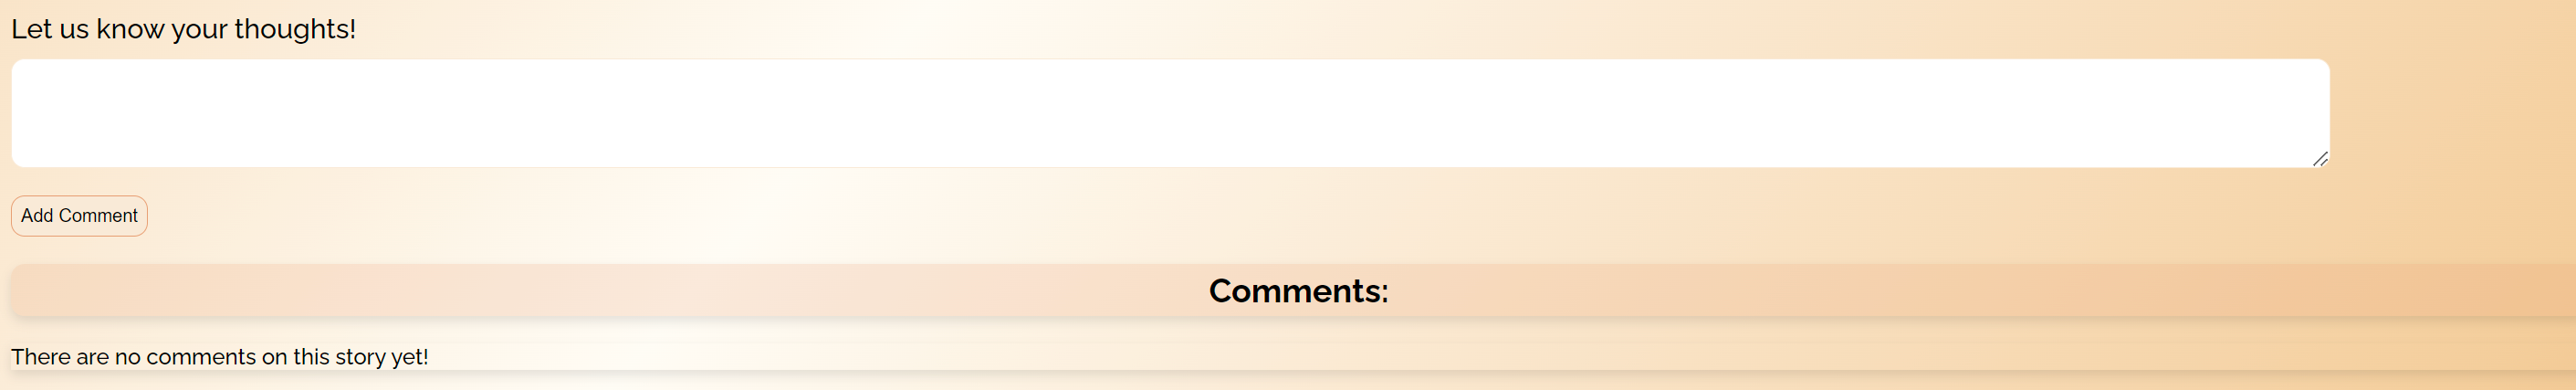 Let us know your thoughts!
Add Comment
Comments:
There are no comments on this story yet!